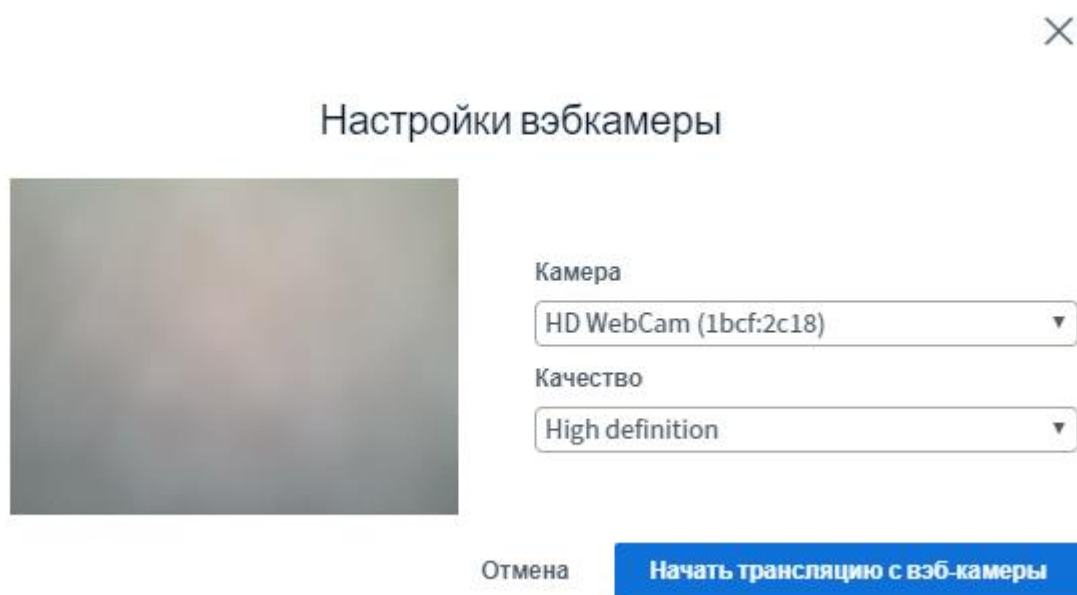 Настройки вэбкамеры
Камера
HD WebCam (1bcf:2c18)
Качество
High definition
Отмена
Начать трансляцию с вэб-камеры